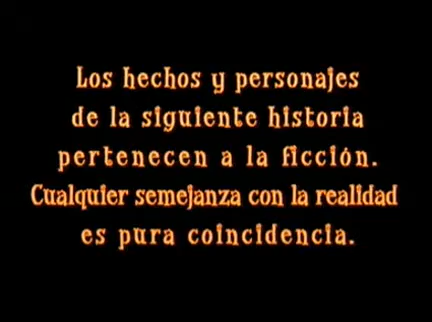 Los hechos y personajes
de la siguiente historia
pertenecen a la ficción.
Cualquier semejanza con la realidad
es pura coincidencia.